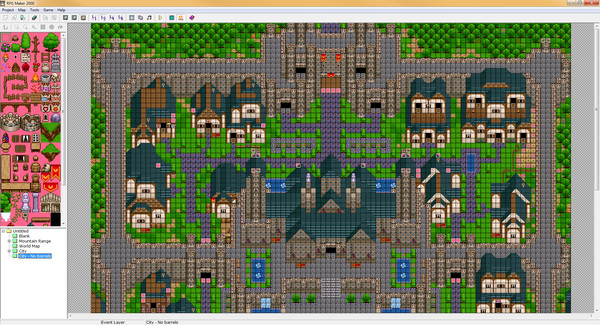 RPG Maker 2000
Project Map Tools Game Help
Untitled
Blank
Mountain Range
World Map
City
City - No barrels
Event Layer City - No barrels